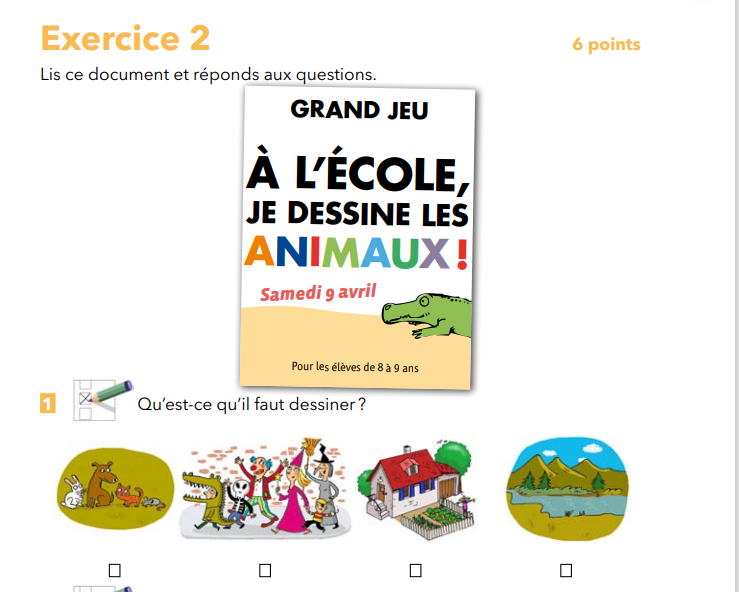 Exercice 2
6 points
Lis ce document et réponds aux questions.
GRAND JEU
À L'ÉCOLE,
JE DESSINE LES
ANIMAUX !
Samedi 9 avril
Pour les élèves de 8 à 9 ans
1
Qu'est-ce qu'il faut dessiner ?